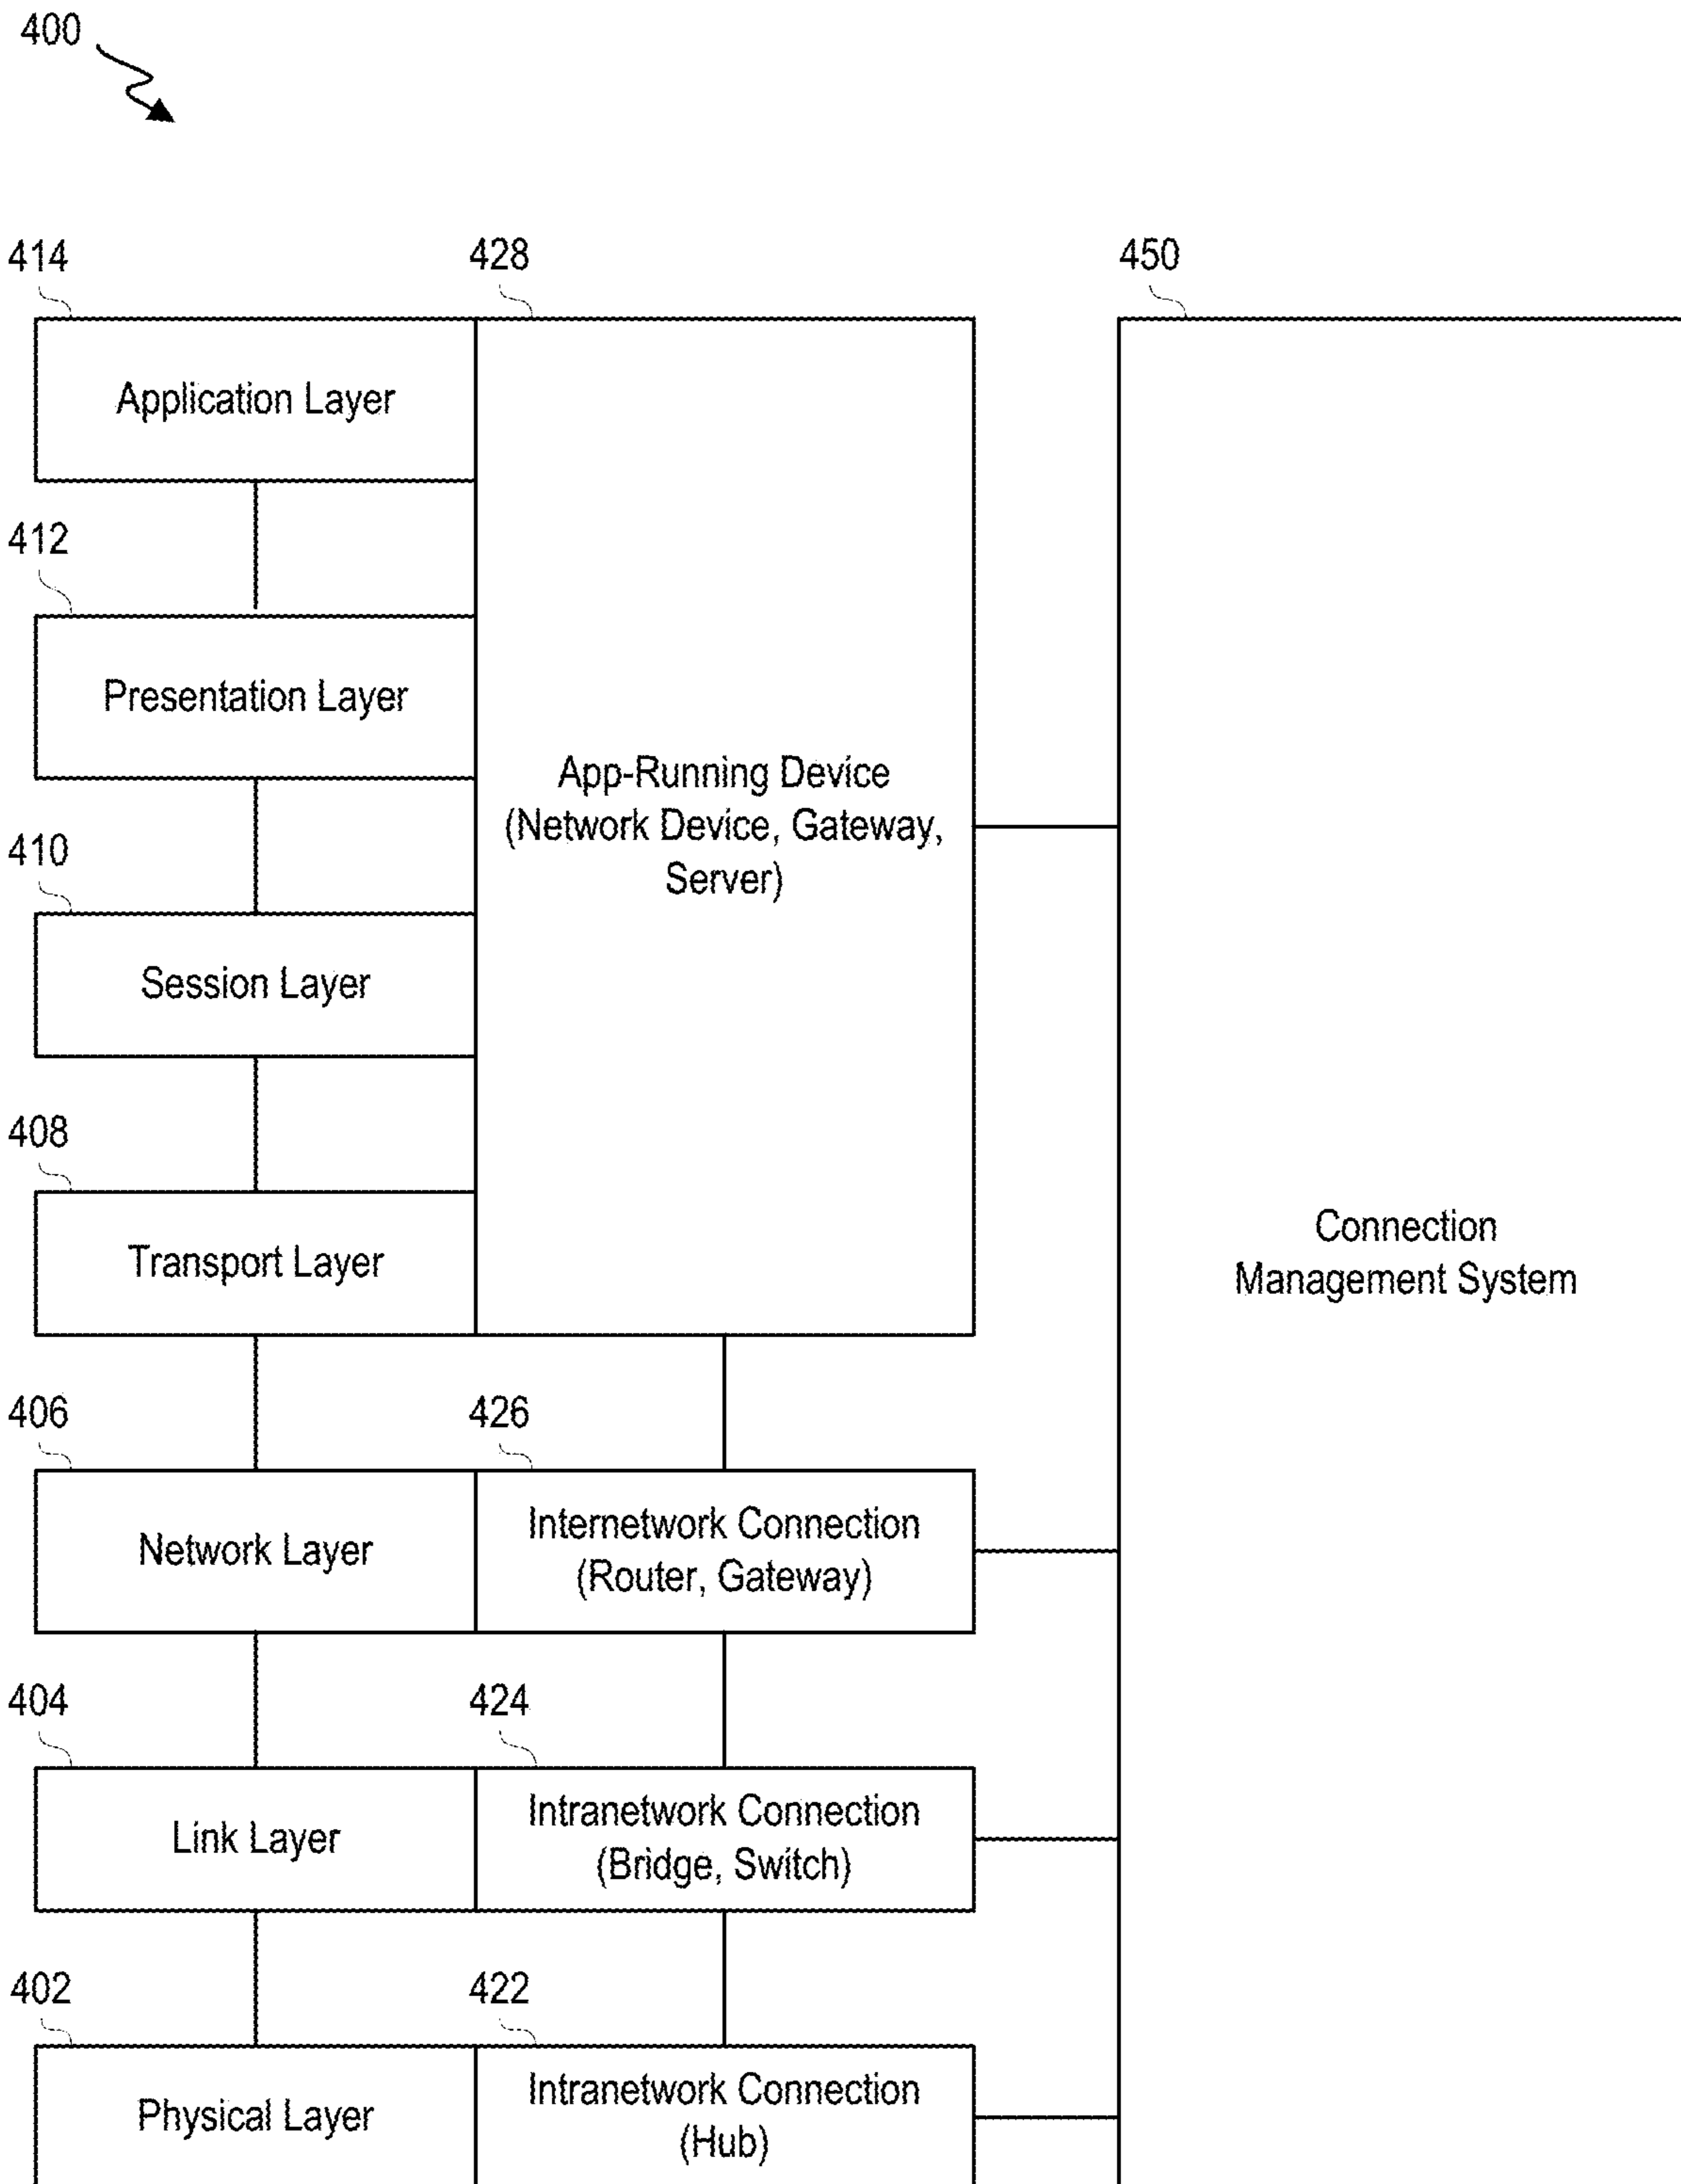 400
414
428
450
Application Layer
412
Presentation Layer
App-Running Device
(Network Device, Gateway,
Server)
410
Session Layer
408
Transport Layer
Connection
Management System
406
426
Network Layer
Internetwork Connection
(Router, Gateway)
404
424
Link Layer
Intranetwork Connection
(Bridge, Switch)
402
422
Physical Layer
Intranetwork Connection
(Hub)